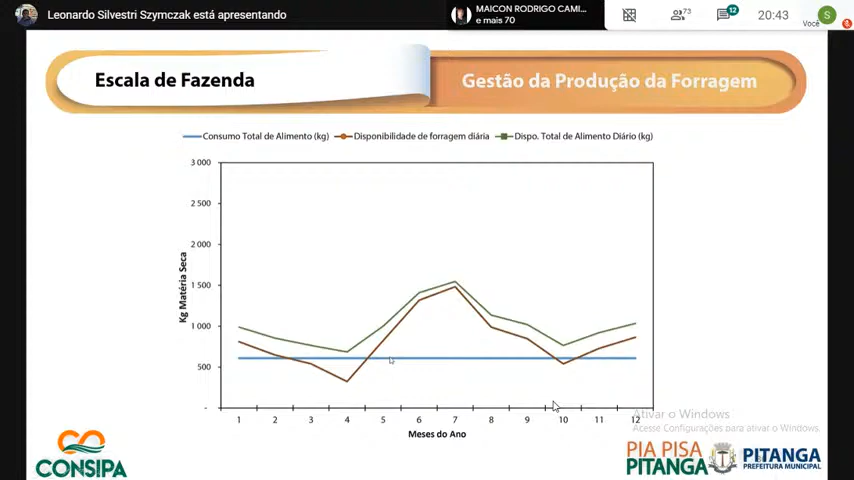 Leonardo Silvestri Szymczak está apresentando
MAICON RODRIGO CAMI...
e mais 70
73
12
20:43
Você
S
Escala de Fazenda
Gestão da Produção da Forragem
Consumo Total de Alimento (kg)
Disponibilidade de forragem diária
Dispo. Total de Alimento Diário (kg)
3 000
2 500
2 000
1 500
1 000
500
-
Kg Matéria Seca
1 2 3 4 5 6 7 8 9 10 11 12
Meses do Ano
Ativar o Windows
Acesse Configurações para ativar o Windows.
CONSIPA
PIA PISA
PITANGA
PITANGA
PREFEITURA MUNICIPAL